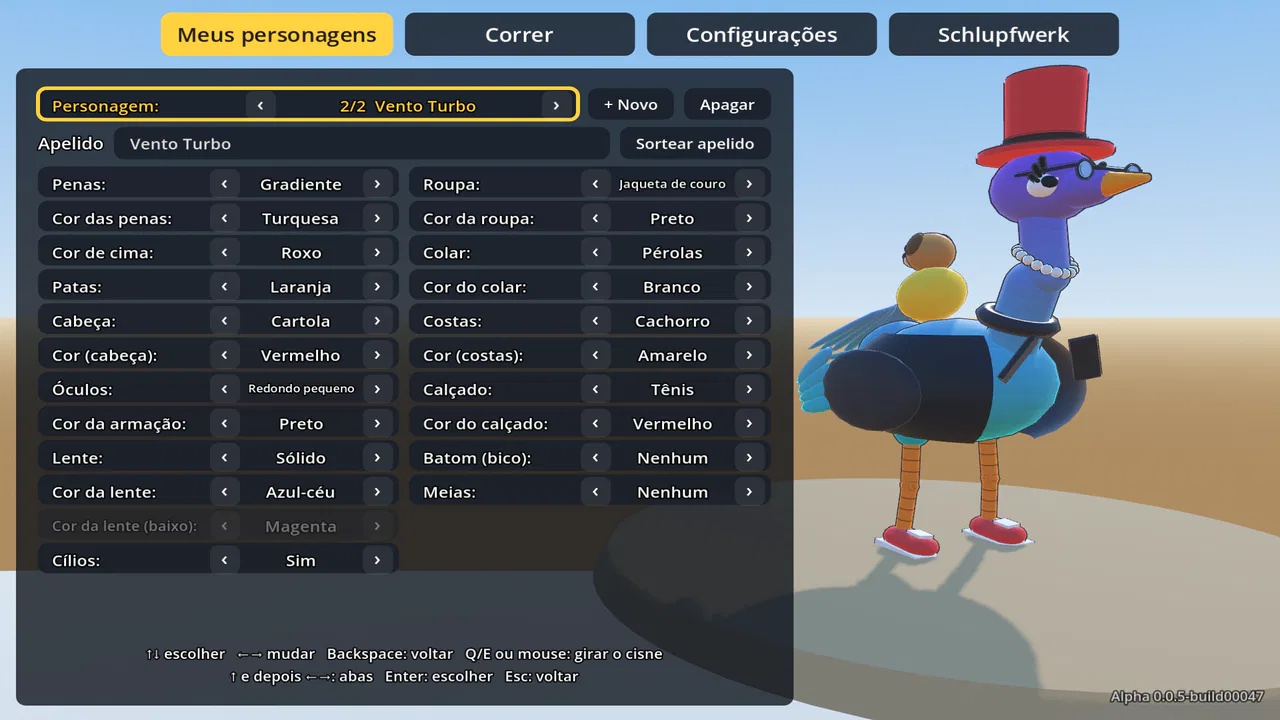 Meus personagens
Correr
Configurações
Schlupfwerk
Personagem: ‹ 2/2 Vento Turbo › + Novo Apagar
Apelido Vento Turbo Sortear apelido
Penas: ‹ Gradiente ›
Cor das penas: ‹ Turquesa ›
Cor de cima: ‹ Roxo ›
Patas: ‹ Laranja ›
Cabeça: ‹ Cartola ›
Cor (cabeça): ‹ Vermelho ›
Óculos: ‹ Redondo pequeno ›
Cor da armação: ‹ Preto ›
Lente: ‹ Sólido ›
Cor da lente: ‹ Azul-céu ›
Cor da lente (baixo): ‹ Magenta ›
Cílios: ‹ Sim ›
Roupa: ‹ Jaqueta de couro ›
Cor da roupa: ‹ Preto ›
Colar: ‹ Pérolas ›
Cor do colar: ‹ Branco ›
Costas: ‹ Cachorro ›
Cor (costas): ‹ Amarelo ›
Calçado: ‹ Tênis ›
Cor do calçado: ‹ Vermelho ›
Batom (bico): ‹ Nenhum ›
Meias: ‹ Nenhum ›
↑↓ escolher ←→ mudar Backspace: voltar Q/E ou mouse: girar o cisne
↑ e depois ←→: abas Enter: escolher Esc: voltar
Alpha 0.0.5-build00047